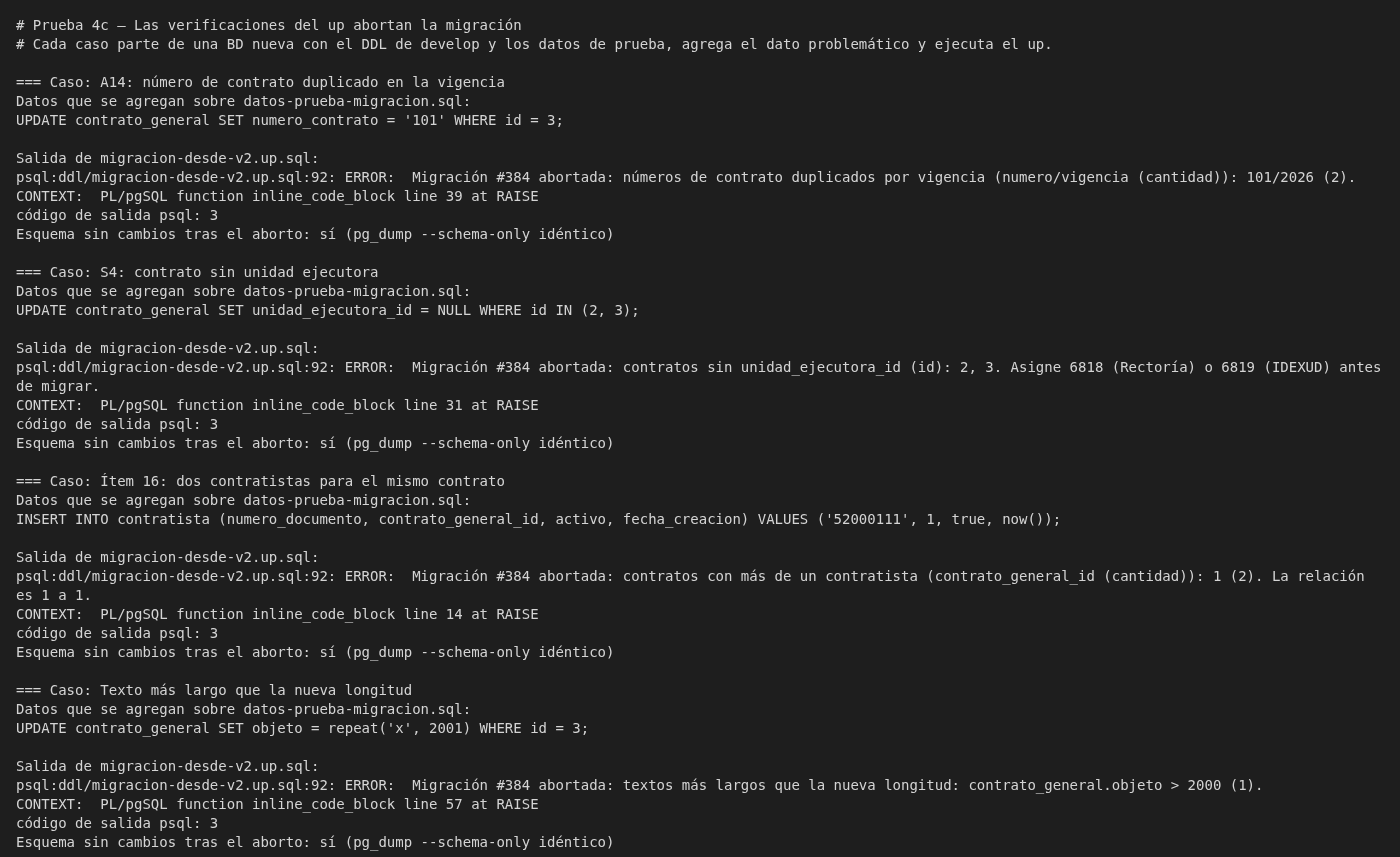 # Prueba 4c — Las verificaciones del up abortan la migración
# Cada caso parte de una BD nueva con el DDL de develop y los datos de prueba, agrega el dato problemático y ejecuta el up.

=== Caso: A14: número de contrato duplicado en la vigencia
Datos que se agregan sobre datos-prueba-migracion.sql:
UPDATE contrato_general SET numero_contrato = '101' WHERE id = 3;

Salida de migracion-desde-v2.up.sql:
psql:ddl/migracion-desde-v2.up.sql:92: ERROR:  Migración #384 abortada: números de contrato duplicados por vigencia (numero/vigencia (cantidad)): 101/2026 (2).
CONTEXT:  PL/pgSQL function inline_code_block line 39 at RAISE
código de salida psql: 3
Esquema sin cambios tras el aborto: sí (pg_dump --schema-only idéntico)

=== Caso: S4: contrato sin unidad ejecutora
Datos que se agregan sobre datos-prueba-migracion.sql:
UPDATE contrato_general SET unidad_ejecutora_id = NULL WHERE id IN (2, 3);

Salida de migracion-desde-v2.up.sql:
psql:ddl/migracion-desde-v2.up.sql:92: ERROR:  Migración #384 abortada: contratos sin unidad_ejecutora_id (id): 2, 3. Asigne 6818 (Rectoría) o 6819 (IDEXUD) antes
de migrar.
CONTEXT:  PL/pgSQL function inline_code_block line 31 at RAISE
código de salida psql: 3
Esquema sin cambios tras el aborto: sí (pg_dump --schema-only idéntico)

=== Caso: Ítem 16: dos contratistas para el mismo contrato
Datos que se agregan sobre datos-prueba-migracion.sql:
INSERT INTO contratista (numero_documento, contrato_general_id, activo, fecha_creacion) VALUES ('52000111', 1, true, now());

Salida de migracion-desde-v2.up.sql:
psql:ddl/migracion-desde-v2.up.sql:92: ERROR:  Migración #384 abortada: contratos con más de un contratista (contrato_general_id (cantidad)): 1 (2). La relación
es 1 a 1.
CONTEXT:  PL/pgSQL function inline_code_block line 14 at RAISE
código de salida psql: 3
Esquema sin cambios tras el aborto: sí (pg_dump --schema-only idéntico)

=== Caso: Texto más largo que la nueva longitud
Datos que se agregan sobre datos-prueba-migracion.sql:
UPDATE contrato_general SET objeto = repeat('x', 2001) WHERE id = 3;

Salida de migracion-desde-v2.up.sql:
psql:ddl/migracion-desde-v2.up.sql:92: ERROR:  Migración #384 abortada: textos más largos que la nueva longitud: contrato_general.objeto > 2000 (1).
CONTEXT:  PL/pgSQL function inline_code_block line 57 at RAISE
código de salida psql: 3
Esquema sin cambios tras el aborto: sí (pg_dump --schema-only idéntico)